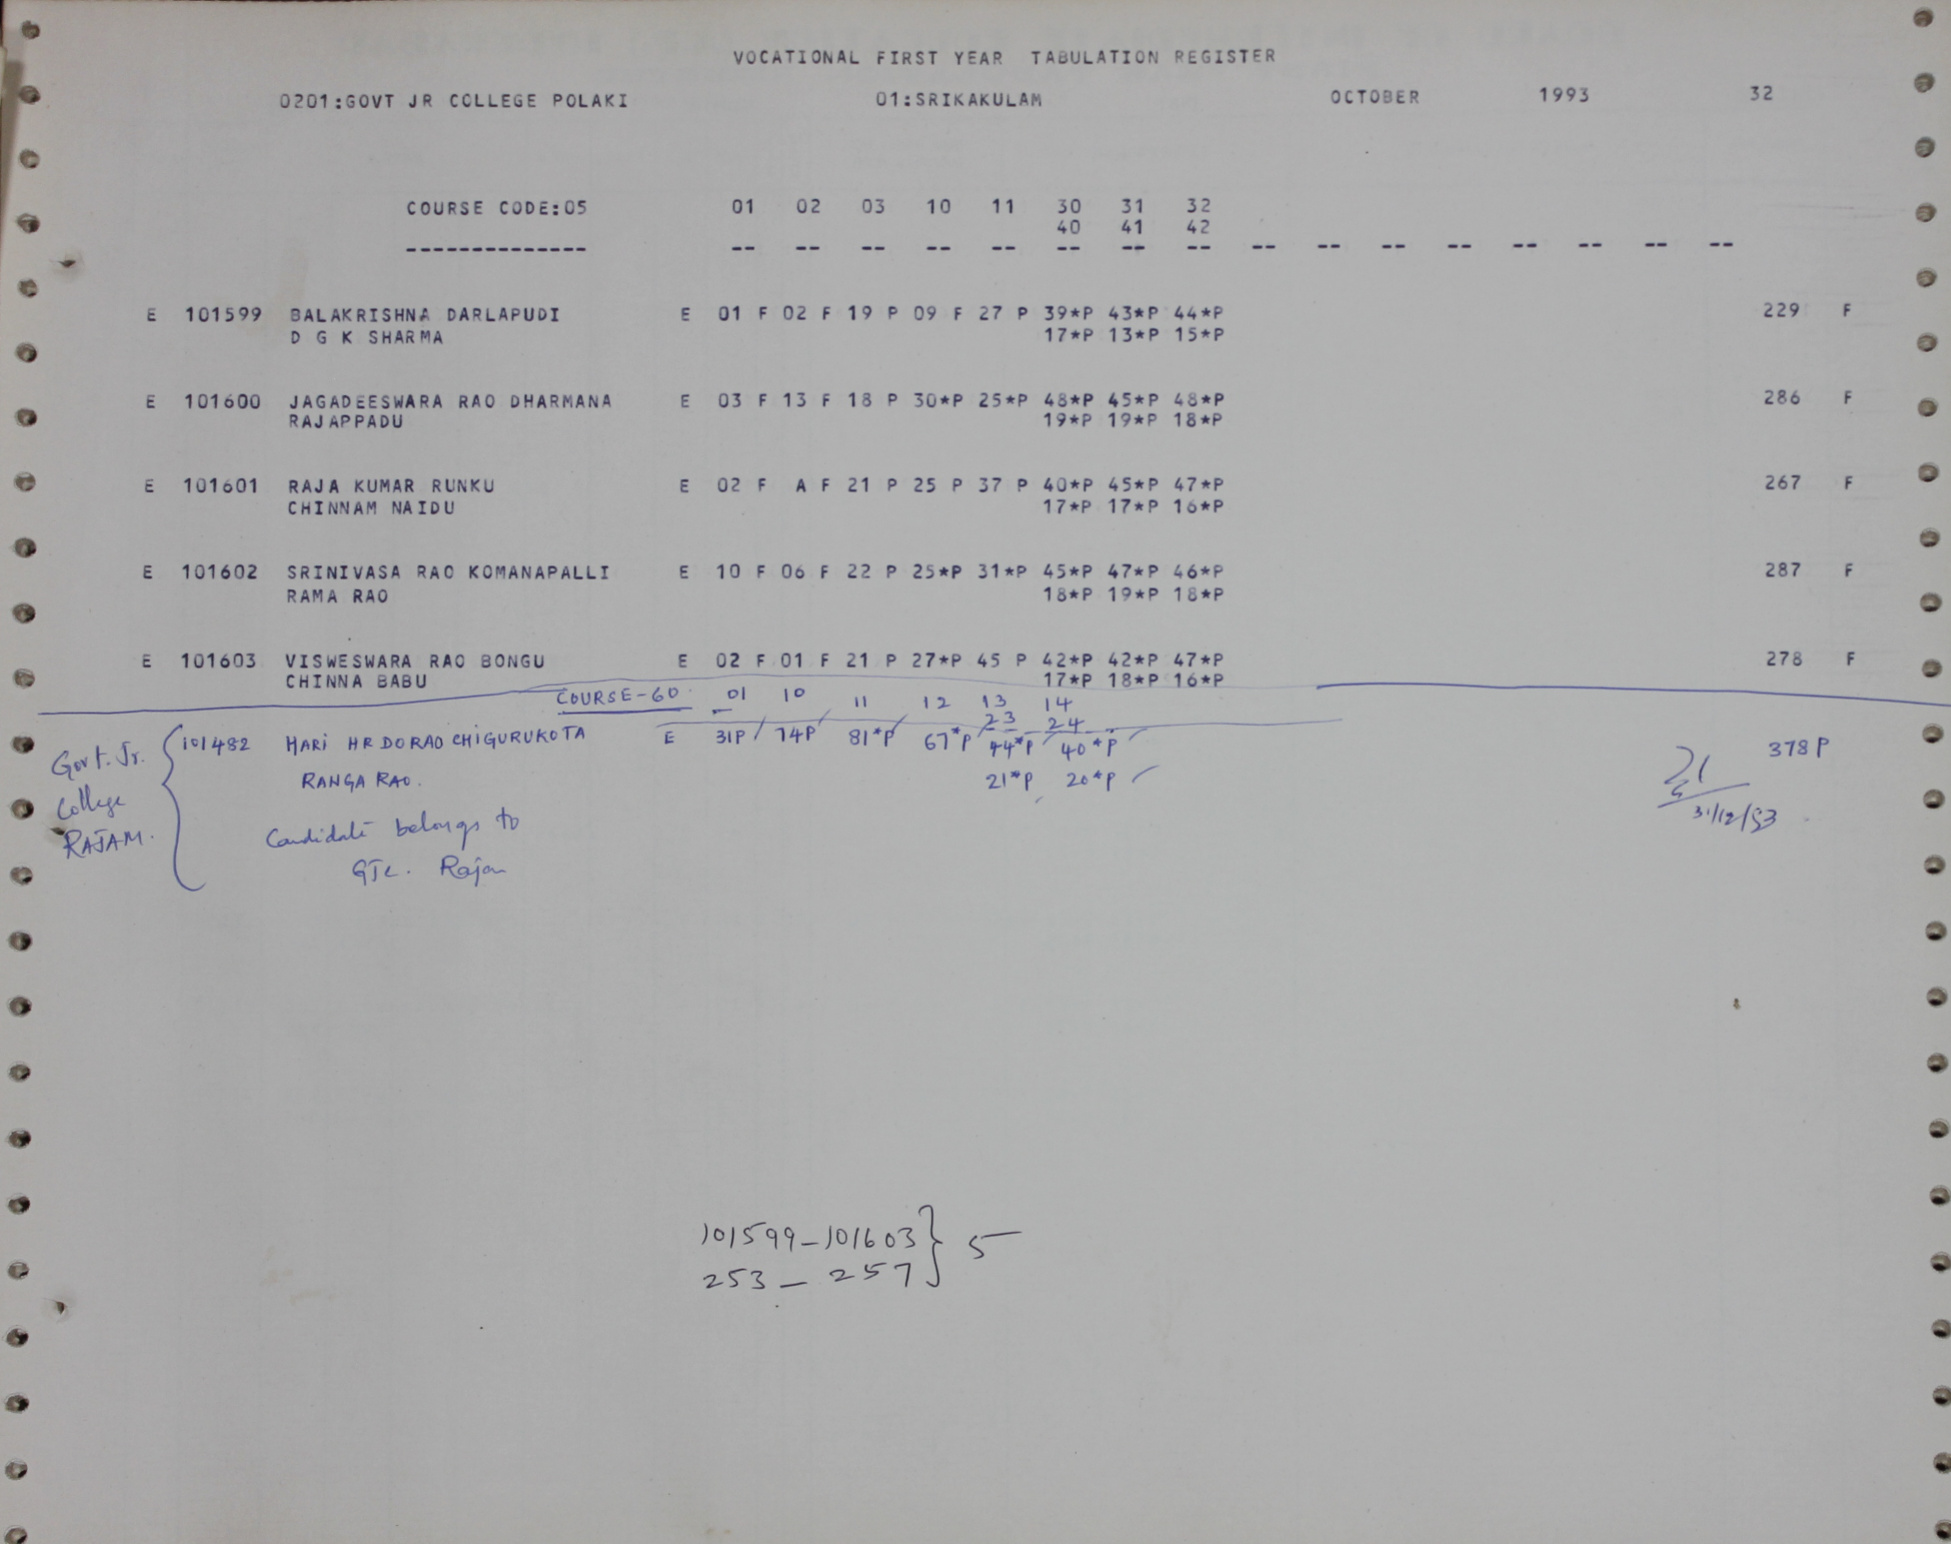 VOCATIONAL FIRST YEAR TABULATION REGISTER
0201:GOVT JR COLLEGE POLAKI 01:SRIKAKULAM OCTOBER 1993 32
COURSE CODE:05 01 02 03 10 11 30 31 32
40 41 42
-------------- -- -- -- -- -- -- -- -- -- -- -- -- -- -- -- --
E 101599 BALAKRISHNA DARLAPUDI E 01 F 02 F 19 P 09 F 27 P 39*P 43*P 44*P 229 F
D G K SHARMA 17*P 13*P 15*P
E 101600 JAGADEESWARA RAO DHARMANA E 03 F 13 F 18 P 30*P 25*P 48*P 45*P 48*P 286 F
RAJAPPADU 19*P 19*P 18*P
E 101601 RAJA KUMAR RUNKU E 02 F A F 21 P 25 P 37 P 40*P 45*P 47*P 267 F
CHINNAM NAIDU 17*P 17*P 16*P
E 101602 SRINIVASA RAO KOMANAPALLI E 10 F 06 F 22 P 25*P 31*P 45*P 47*P 46*P 287 F
RAMA RAO 18*P 19*P 18*P
E 101603 VISWESWARA RAO BONGU E 02 F 01 F 21 P 27*P 45 P 42*P 42*P 47*P 278 F
CHINNA BABU 17*P 18*P 16*P
COURSE-60 01 10 11 12 13 14
23 24
Govt. Jr. College RAJAM. 101482 HARI HRDORAO CHIGURUKOTA E 31P 74P 81*P 67*P 44*P 40*P 378 P
RANGA RAO. 21*P 20*P
31/12/93
Candidate belongs to
GJC. Rajam
101599-101603 } 5
253 - 257